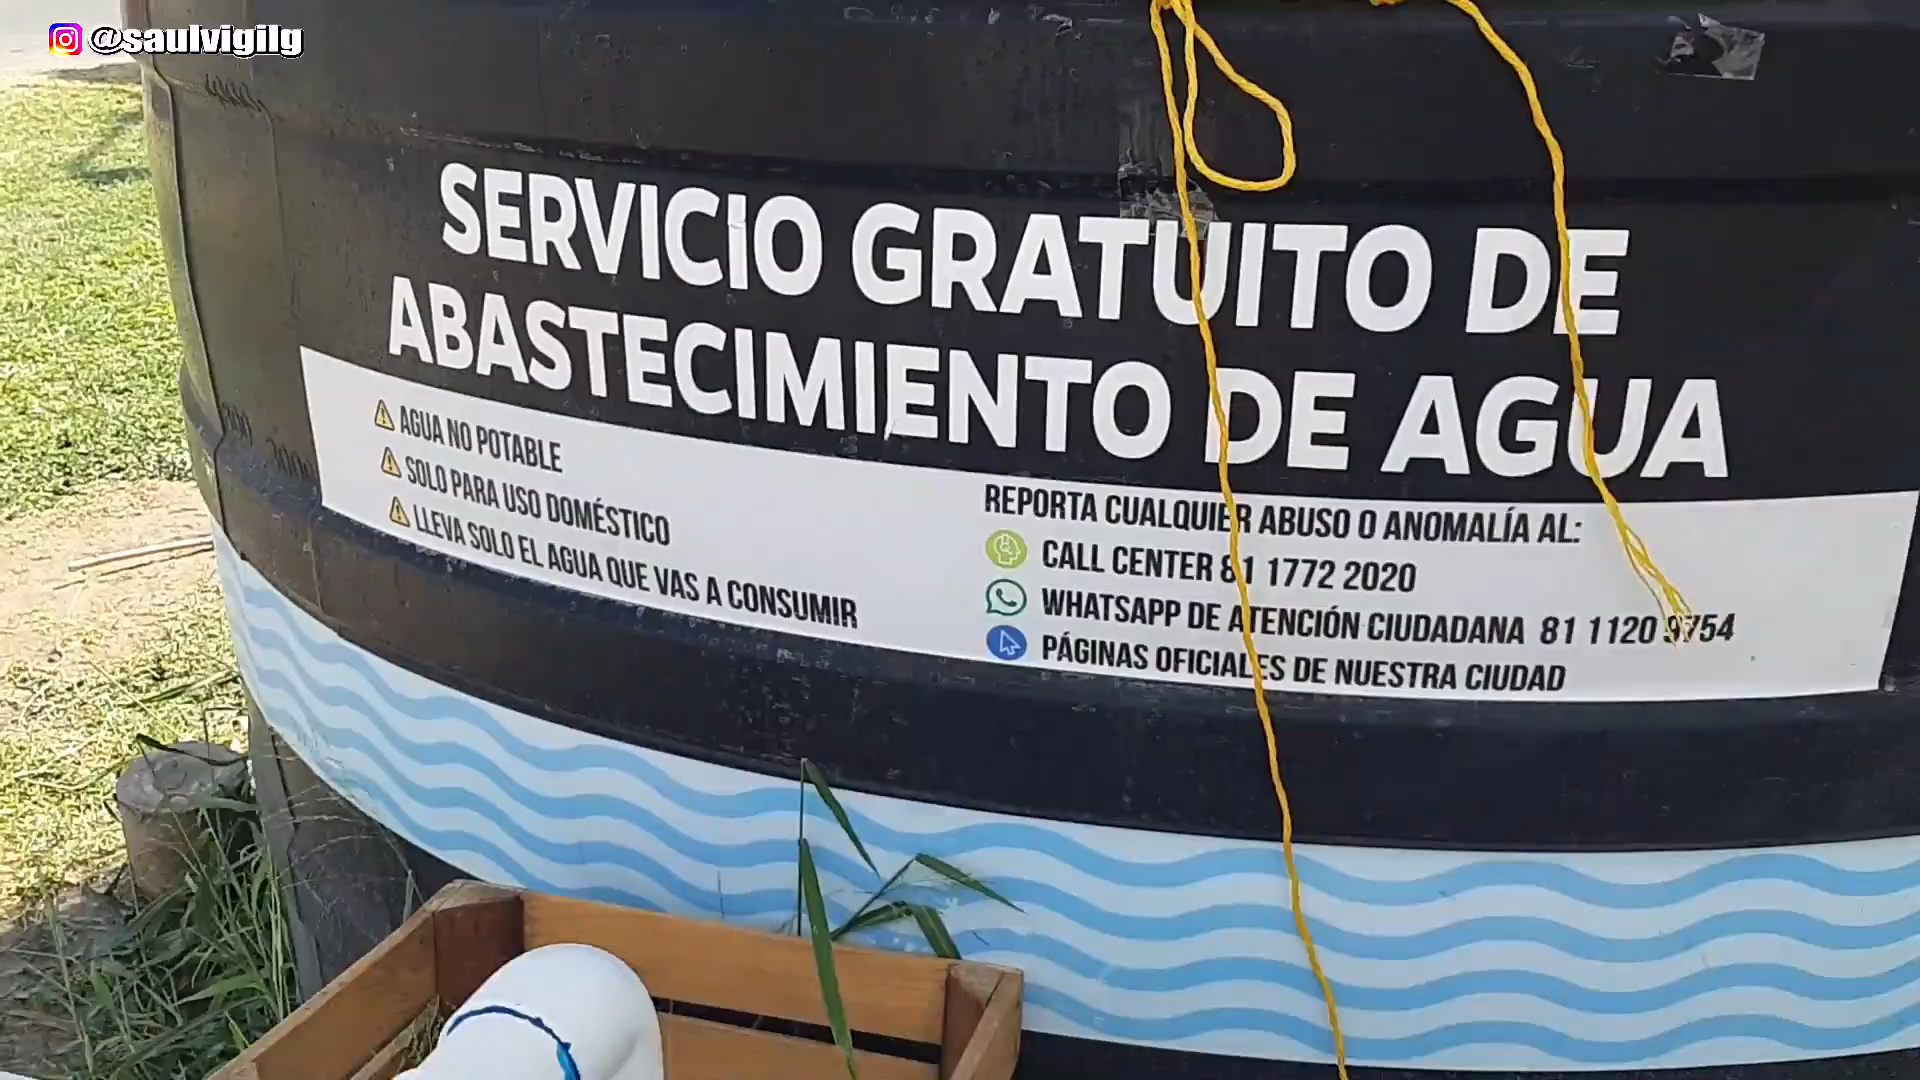 @saulvigilg
SERVICIO GRATUITO DE
ABASTECIMIENTO DE AGUA
AGUA NO POTABLE
SOLO PARA USO DOMÉSTICO
LLEVA SOLO EL AGUA QUE VAS A CONSUMIR
REPORTA CUALQUIER ABUSO O ANOMALÍA AL:
CALL CENTER 81 1772 2020
WHATSAPP DE ATENCIÓN CIUDADANA 81 1120 9754
PÁGINAS OFICIALES DE NUESTRA CIUDAD